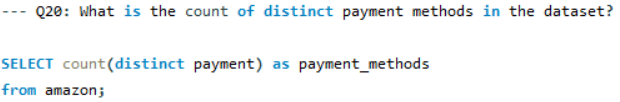 --- Q20: What is the count of distinct payment methods in the dataset?
SELECT count(distinct payment) as payment_methods
from amazon;